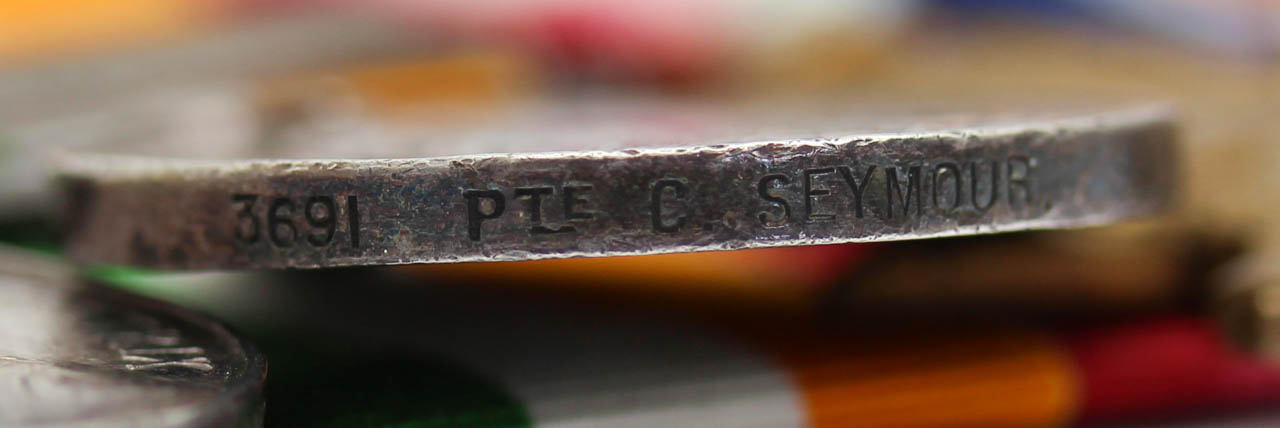 3691 PTE C. SEYMOUR.